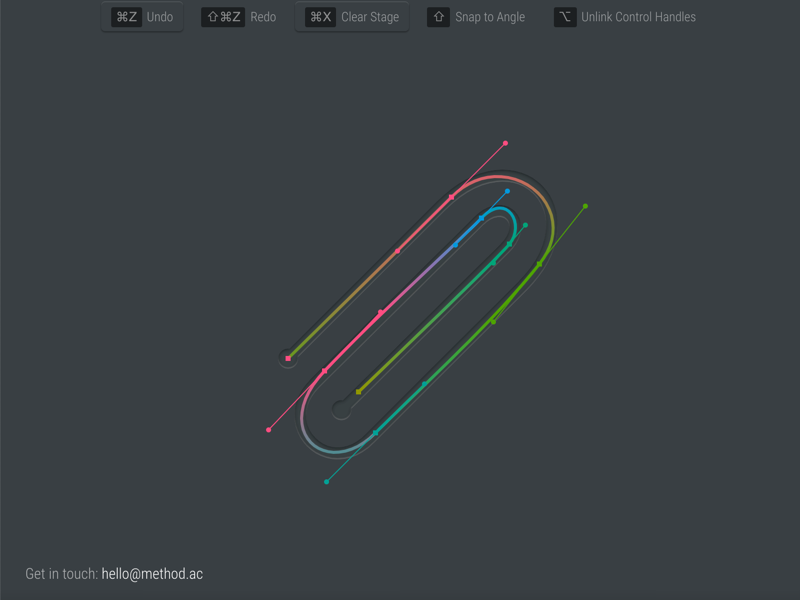 ⌘Z Undo ⇧⌘Z Redo ⌘X Clear Stage ⇧ Snap to Angle ⌥ Unlink Control Handles
Get in touch: hello@method.ac